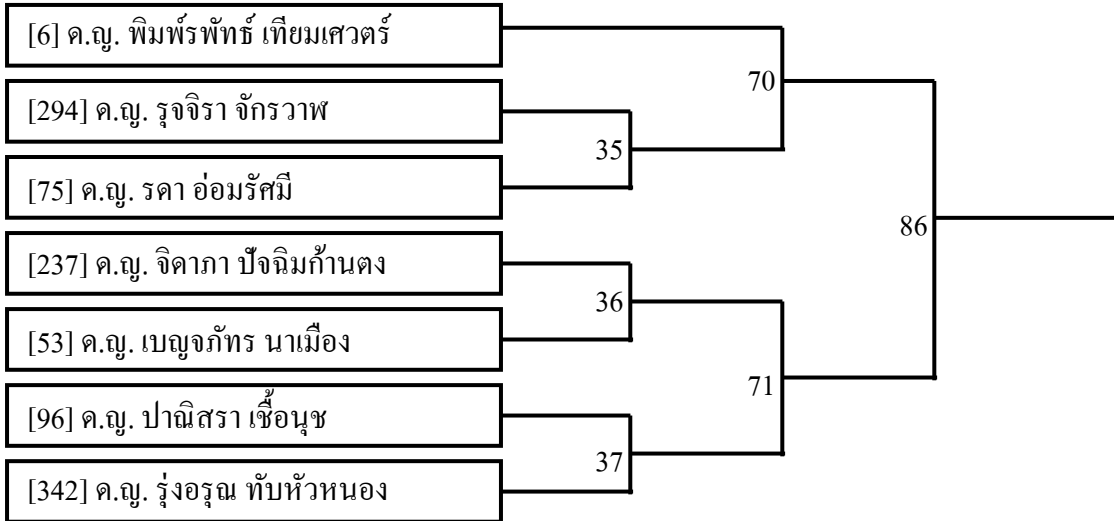 [6] ด.ญ. พิมพ์รพัทธ์ เทียมเศวตร์
70
[294] ด.ญ. รุจจิรา จักรวาฬ
35
[75] ด.ญ. รดา อ่อมรัศมี
86
[237] ด.ญ. จิดาภา ปัจฉิมก้านตง
36
[53] ด.ญ. เบญจภัทร นาเมือง
71
[96] ด.ญ. ปาณิสรา เชื้อนุช
37
[342] ด.ญ. รุ่งอรุณ ทับหัวหนอง